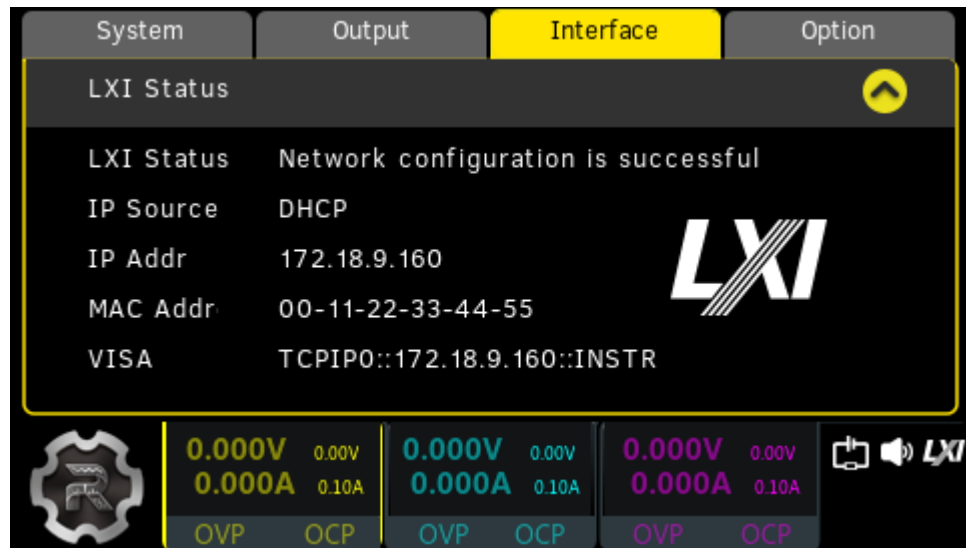 System Output Interface Option
LXI Status
LXI Status Network configuration is successful
IP Source DHCP
IP Addr 172.18.9.160
LXI
MAC Addr 00-11-22-33-44-55
VISA TCPIP0::172.18.9.160::INSTR
0.000V 0.00V 0.000V 0.00V 0.000V 0.00V
LXI
0.000A 0.10A 0.000A 0.10A 0.000A 0.10A
R
OVP OCP OVP OCP OVP OCP